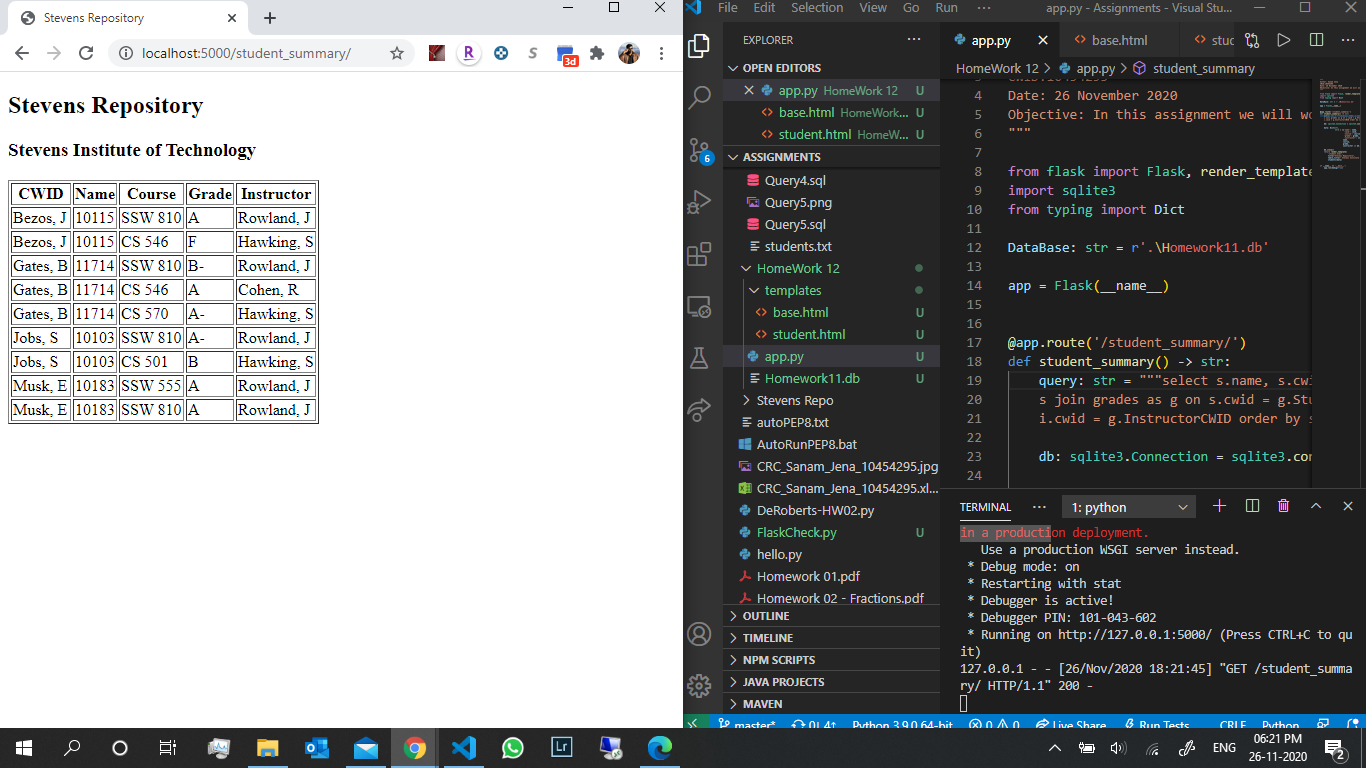 Stevens Repository
localhost:5000/student_summary/
3d
Stevens Repository
Stevens Institute of Technology
CWID Name Course Grade Instructor
Bezos, J 10115 SSW 810 A Rowland, J
Bezos, J 10115 CS 546 F Hawking, S
Gates, B 11714 SSW 810 B- Rowland, J
Gates, B 11714 CS 546 A Cohen, R
Gates, B 11714 CS 570 A- Hawking, S
Jobs, S 10103 SSW 810 A- Rowland, J
Jobs, S 10103 CS 501 B Hawking, S
Musk, E 10183 SSW 555 A Rowland, J
Musk, E 10183 SSW 810 A Rowland, J
File Edit Selection View Go Run ··· app.py - Assignments - Visual Stu...
EXPLORER
OPEN EDITORS
app.py HomeWork 12 U
base.html HomeWork... U
student.html HomeW... U
ASSIGNMENTS
Query4.sql
Query5.png
Query5.sql
students.txt
HomeWork 12
templates
base.html U
student.html U
app.py U
Homework11.db U
Stevens Repo
autoPEP8.txt
AutoRunPEP8.bat
CRC_Sanam_Jena_10454295.jpg
CRC_Sanam_Jena_10454295.xl...
DeRoberts-HW02.py
FlaskCheck.py U
hello.py
Homework 01.pdf
Homework 02 - Fractions.pdf
OUTLINE
TIMELINE
NPM SCRIPTS
JAVA PROJECTS
MAVEN
6
app.py base.html stu
HomeWork 12 > app.py > student_summary
4 Date: 26 November 2020
5 Objective: In this assignment we will wo
6 """
7
8 from flask import Flask, render_template
9 import sqlite3
10 from typing import Dict
11
12 DataBase: str = r'.\Homework11.db'
13
14 app = Flask(__name__)
15
16
17 @app.route('/student_summary/')
18 def student_summary() -> str:
19 query: str = """select s.name, s.cwi
20 s join grades as g on s.cwid = g.Stu
21 i.cwid = g.InstructorCWID order by s
22
23 db: sqlite3.Connection = sqlite3.con
24
TERMINAL ··· 1: python
in a production deployment.
Use a production WSGI server instead.
* Debug mode: on
* Restarting with stat
* Debugger is active!
* Debugger PIN: 101-043-602
* Running on http://127.0.0.1:5000/ (Press CTRL+C to qu
it)
127.0.0.1 - - [26/Nov/2020 18:21:45] "GET /student_summa
ry/ HTTP/1.1" 200 -
master* 0↓ 4↑ Python 3.9.0 64-bit 0 0 Live Share Run Tests CRLF Python
Lr
ENG
06:21 PM
26-11-2020
2